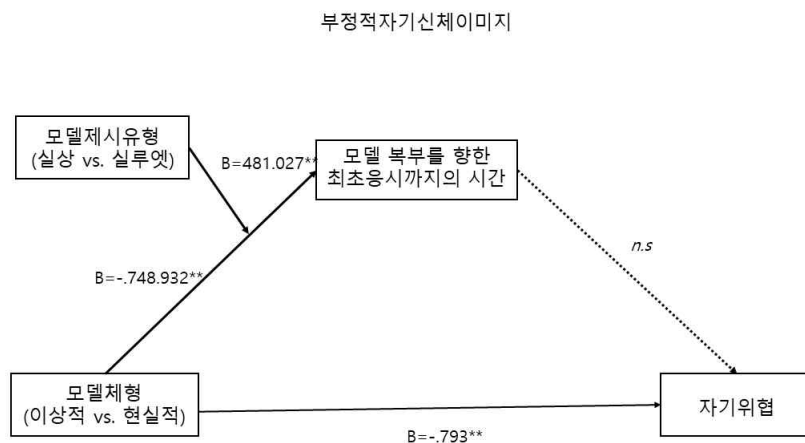 부정적자기신체이미지
모델제시유형
(실상 vs. 실루엣)
B=481.027**
모델 복부를 향한
최초응시까지의 시간
n.s
B=-.748.932**
모델체형
(이상적 vs. 현실적)
자기위협
B=-.793**